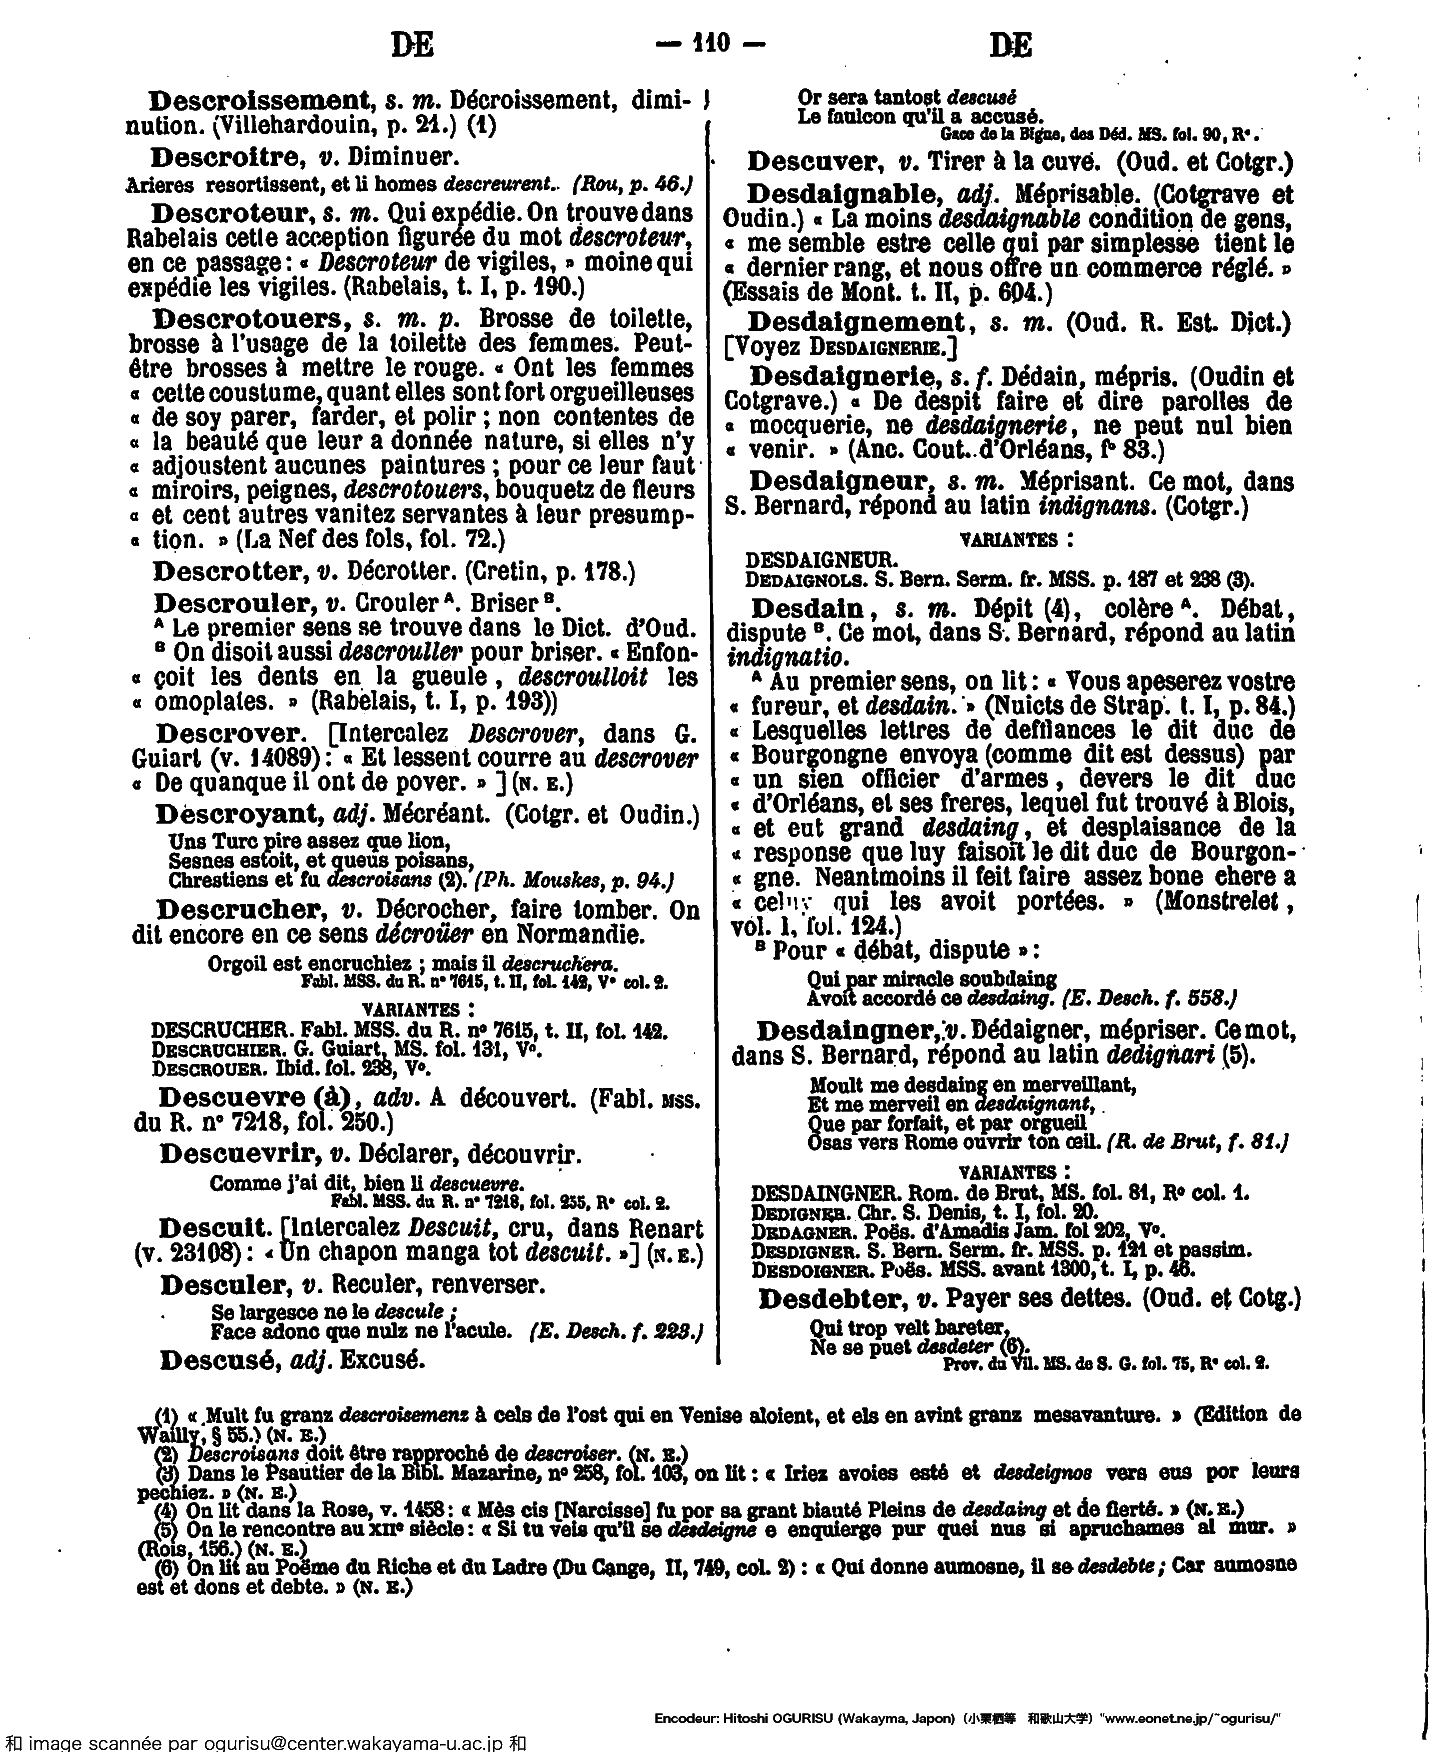 DE
— 110 —
DE
Descroissement, s. m. Décroissement, dimi-
nution. (Villehardouin, p. 21.) (1)
Descroitre, v. Diminuer.
Arieres resortissent, et li homes descreurent. (Rou, p. 46.)
Descroteur, s. m. Qui expédie. On trouve dans
Rabelais cette acception figurée du mot descroteur,
en ce passage : « Descroteur de vigiles, » moine qui
expédie les vigiles. (Rabelais, t. I, p. 190.)
Descrotouers, s. m. p. Brosse de toilette,
brosse à l'usage de la toilette des femmes. Peut-
être brosses à mettre le rouge. « Ont les femmes
« cette coustume, quant elles sont fort orgueilleuses
« de soy parer, farder, et polir ; non contentes de
« la beauté que leur a donnée nature, si elles n'y
« adjoustent aucunes paintures ; pour ce leur faut
« miroirs, peignes, descrotouers, bouquetz de fleurs
« et cent autres vanitez servantes à leur presump-
« tion. » (La Nef des fols, fol. 72.)
Descrotter, v. Décrotter. (Cretin, p. 178.)
Descrouler, v. Crouler A. Briser B.
A Le premier sens se trouve dans le Dict. d'Oud.
B On disoit aussi descrouller pour briser. « Enfon-
« çoit les dents en la gueule , descroulloit les
« omoplates. » (Rabelais, t. I, p. 193))
Descrover. [Intercalez Descrover, dans G.
Guiart (v. 14089) : « Et lessent courre au descrover
« De quanque il ont de pover. » ] (N. E.)
Descroyant, adj. Mécréant. (Cotgr. et Oudin.)
Uns Turc pire assez que lion,
Sesnes estoit, et queus poisans,
Chrestiens et fu descroisans (2). (Ph. Mouskes, p. 94.)
Descrucher, v. Décrocher, faire tomber. On
dit encore en ce sens décroüer en Normandie.
Orgoil est encruchiez ; mais il descruchera.
Fabl. MSS. du R. nº 7615, t. II, fol. 142, Vº col. 2.
VARIANTES :
DESCRUCHER. Fabl. MSS. du R. nº 7615, t. II, fol. 142.
DESCRUCHIER. G. Guiart, MS. fol. 131, Vº.
DESCROUER. Ibid. fol. 238, Vº.
Descuevre (à), adv. A découvert. (Fabl. MSS.
du R. nº 7218, fol. 250.)
Descuevrir, v. Déclarer, découvrir.
Comme j'ai dit, bien li descuevre.
Fabl. MSS. du R. nº 7218, fol. 255, Rº col. 2.
Descuit. [Intercalez Descuit, cru, dans Renart
(v. 23108) : « Un chapon manga tot descuit. »] (N. E.)
Desculer, v. Reculer, renverser.
Se largesce ne le descule ;
Face adonc que nulz ne l'acule. (E. Desch. f. 223.)
Descusé, adj. Excusé.
Or sera tantost descusé
Le faulcon qu'il a accusé.
Gace de la Bigne, des Déd. MS. fol. 90, Rº.
Descuver, v. Tirer à la cuve. (Oud. et Cotgr.)
Desdaignable, adj. Méprisable. (Cotgrave et
Oudin.) « La moins desdaignable condition de gens,
« me semble estre celle qui par simplesse tient le
« dernier rang, et nous offre un commerce réglé. »
(Essais de Mont. t. II, p. 604.)
Desdaignement, s. m. (Oud. R. Est. Dict.)
[Voyez DESDAIGNERIE.]
Desdaignerie, s. f. Dédain, mépris. (Oudin et
Cotgrave.) « De despit faire et dire parolles de
« mocquerie, ne desdaignerie, ne peut nul bien
« venir. » (Anc. Cout. d'Orléans, fº 83.)
Desdaigneur, s. m. Méprisant. Ce mot, dans
S. Bernard, répond au latin indignans. (Cotgr.)
VARIANTES :
DESDAIGNEUR.
DEDAIGNOLS. S. Bern. Serm. fr. MSS. p. 187 et 238 (3).
Desdain, s. m. Dépit (4), colère A. Débat,
dispute B. Ce mot, dans S. Bernard, répond au latin
indignatio.
A Au premier sens, on lit : « Vous apeserez vostre
« fureur, et desdain. » (Nuicts de Strap. t. I, p. 84.)
« Lesquelles lettres de deffiances le dit duc de
« Bourgongne envoya (comme dit est dessus) par
« un sien officier d'armes, devers le dit duc
« d'Orléans, et ses freres, lequel fut trouvé à Blois,
« et eut grand desdaing, et desplaisance de la
« response que luy faisoit le dit duc de Bourgon-
« gne. Neantmoins il feit faire assez bone chere a
« celuy qui les avoit portées. » (Monstrelet,
vol. I, fol. 124.)
B Pour « débat, dispute » :
Qui par miracle soubdaing
Avoit accordé ce desdaing. (E. Desch. f. 558.)
Desdaingner, v. Dédaigner, mépriser. Ce mot,
dans S. Bernard, répond au latin dedignari (5).
Moult me desdaing en merveillant,
Et me merveil en desdaignant,
Que par forfait, et par orgueil
Osas vers Rome ouvrir ton œil. (R. de Brut, f. 81.)
VARIANTES :
DESDAINGNER. Rom. de Brut, MS. fol. 81, Rº col. 1.
DEDIGNER. Chr. S. Denis, t. I, fol. 20.
DEDAGNER. Poës. d'Amadis Jam. fol 202, Vº.
DESDIGNER. S. Bern. Serm. fr. MSS. p. 121 et passim.
DESDOIGNER. Poës. MSS. avant 1300, t. I, p. 46.
Desdebter, v. Payer ses dettes. (Oud. et Cotg.)
Qui trop velt bareter,
Ne se puet desdeter (6).
Prov. du Vil. MS. de S. G. fol. 75, Rº col. 2.
(1) « Mult fu granz descroisemenz à cels de l'ost qui en Venise aloient, et els en avint granz mesavanture. » (Edition de
Wailly, § 55.) (N. E.)
(2) Descroisans doit être rapproché de descroiser. (N. E.)
(3) Dans le Psautier de la Bibl. Mazarine, nº 258, fol. 103, on lit : « Iriez avoies esté et desdeignos vers eus por leurs
pechiez. » (N. E.)
(4) On lit dans la Rose, v. 1458 : « Mès cis [Narcisse] fu por sa grant biauté Pleins de desdaing et de fierté. » (N. E.)
(5) On le rencontre au XIIe siècle : « Si tu veis qu'il se desdeigne e enquierge pur quei nus si apruchames al mur. »
(Rois, 156.) (N. E.)
(6) On lit au Poëme du Riche et du Ladre (Du Cange, II, 749, col. 2) : « Qui donne aumosne, il se desdebte ; Car aumosne
est et dons et debte. » (N. E.)
Encodeur: Hitoshi OGURISU (Wakayma, Japon) (小栗栖等 和歌山大学) "www.eonet.ne.jp/~ogurisu/"
和 image scannée par ogurisu@center.wakayama-u.ac.jp 和